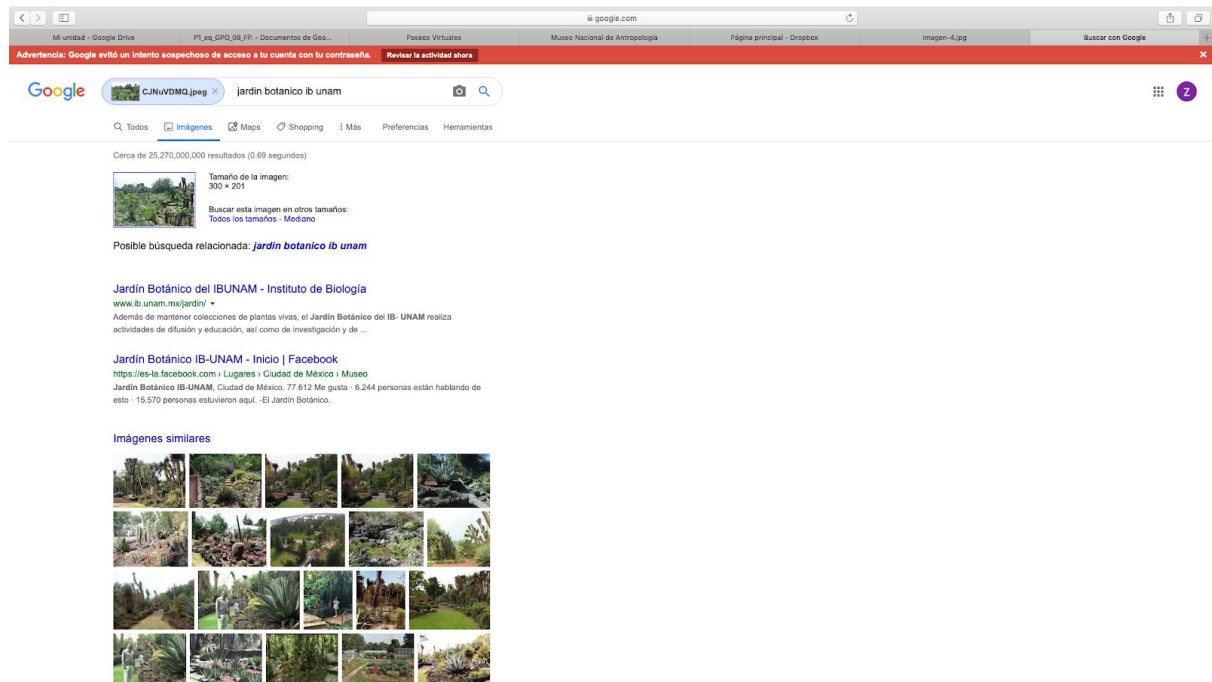 google.com
Mi unidad - Google Drive
P1_eq_GPO_08_FP. - Documentos de Goo...
Paseos Virtuales
Museo Nacional de Antropología
Página principal - Dropbox
imagen-4.jpg
Buscar con Google
Advertencia: Google evitó un intento sospechoso de acceso a tu cuenta con tu contraseña. Revisar la actividad ahora ×
Google CJNuVDMQ.jpeg × jardin botanico ib unam Z
Todos Imágenes Maps Shopping Más Preferencias Herramientas
Cerca de 25,270,000,000 resultados (0.69 segundos)
Tamaño de la imagen:
300 × 201
Buscar esta imagen en otros tamaños:
Todos los tamaños - Mediano
Posible búsqueda relacionada: jardin botanico ib unam
Jardín Botánico del IBUNAM - Instituto de Biología
www.ib.unam.mx/jardin/
Además de mantener colecciones de plantas vivas, el Jardín Botánico del IB- UNAM realiza
actividades de difusión y educación, así como de investigación y de ...
Jardín Botánico IB-UNAM - Inicio | Facebook
https://es-la.facebook.com › Lugares › Ciudad de México › Museo
Jardín Botánico IB-UNAM, Ciudad de México. 77.612 Me gusta · 6.244 personas están hablando de
esto · 15.570 personas estuvieron aquí. -El Jardín Botánico.
Imágenes similares